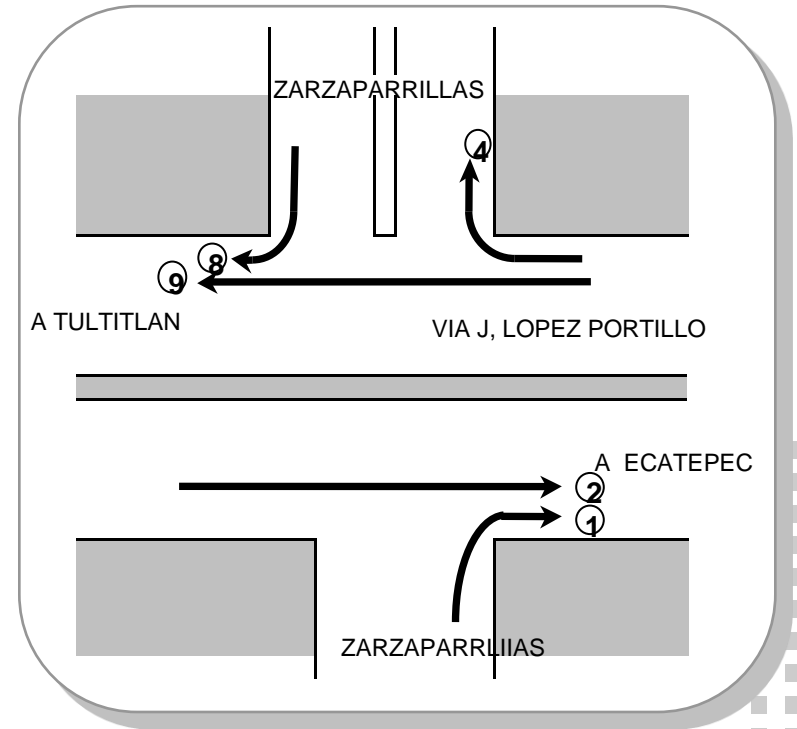 ZARZAPARRILLAS
4
8
9
A TULTITLAN
VIA J, LOPEZ PORTILLO
A ECATEPEC
2
1
ZARZAPARRLIIAS